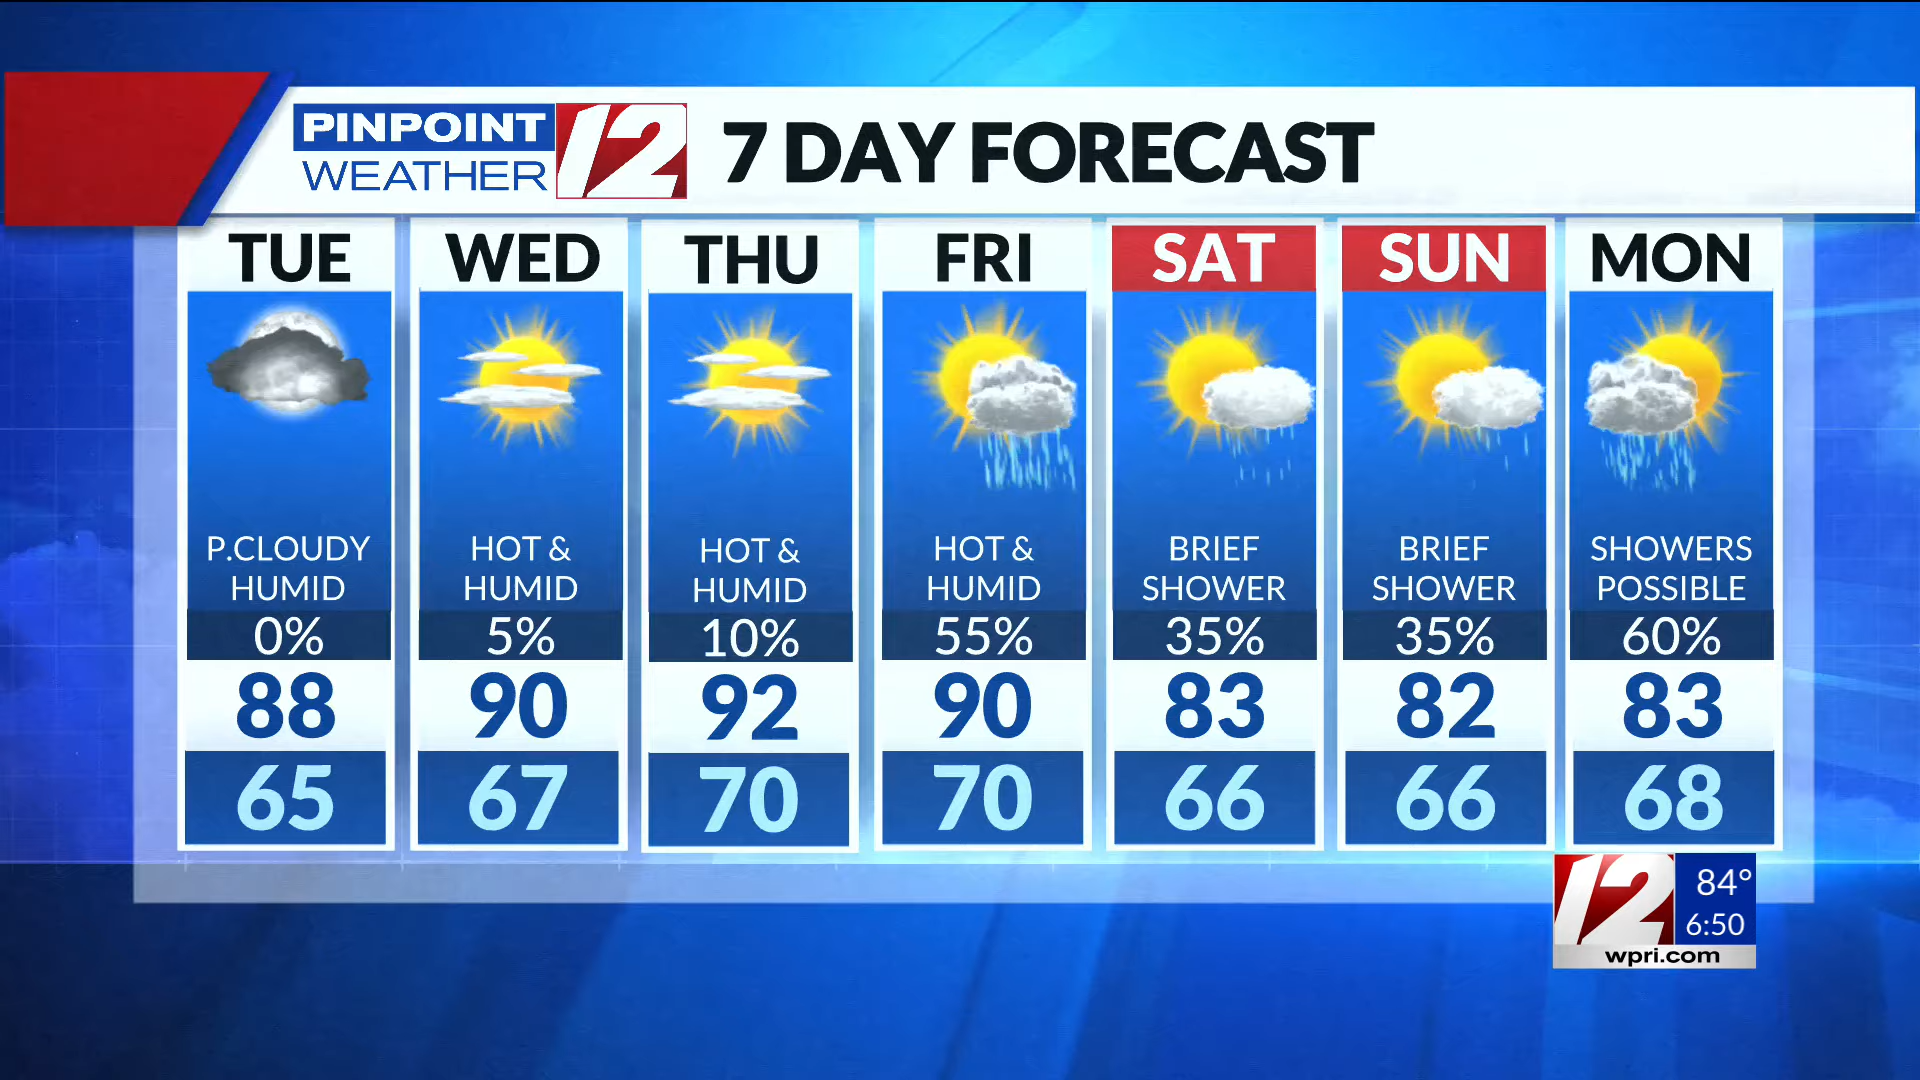 PINPOINT
WEATHER 12
7 DAY FORECAST
TUE WED THU FRI SAT SUN MON
P.CLOUDY HOT & HOT & HOT & BRIEF BRIEF SHOWERS
HUMID HUMID HUMID HUMID SHOWER SHOWER POSSIBLE
0% 5% 10% 55% 35% 35% 60%
88 90 92 90 83 82 83
65 67 70 70 66 66 68
12 84°
6:50
wpri.com